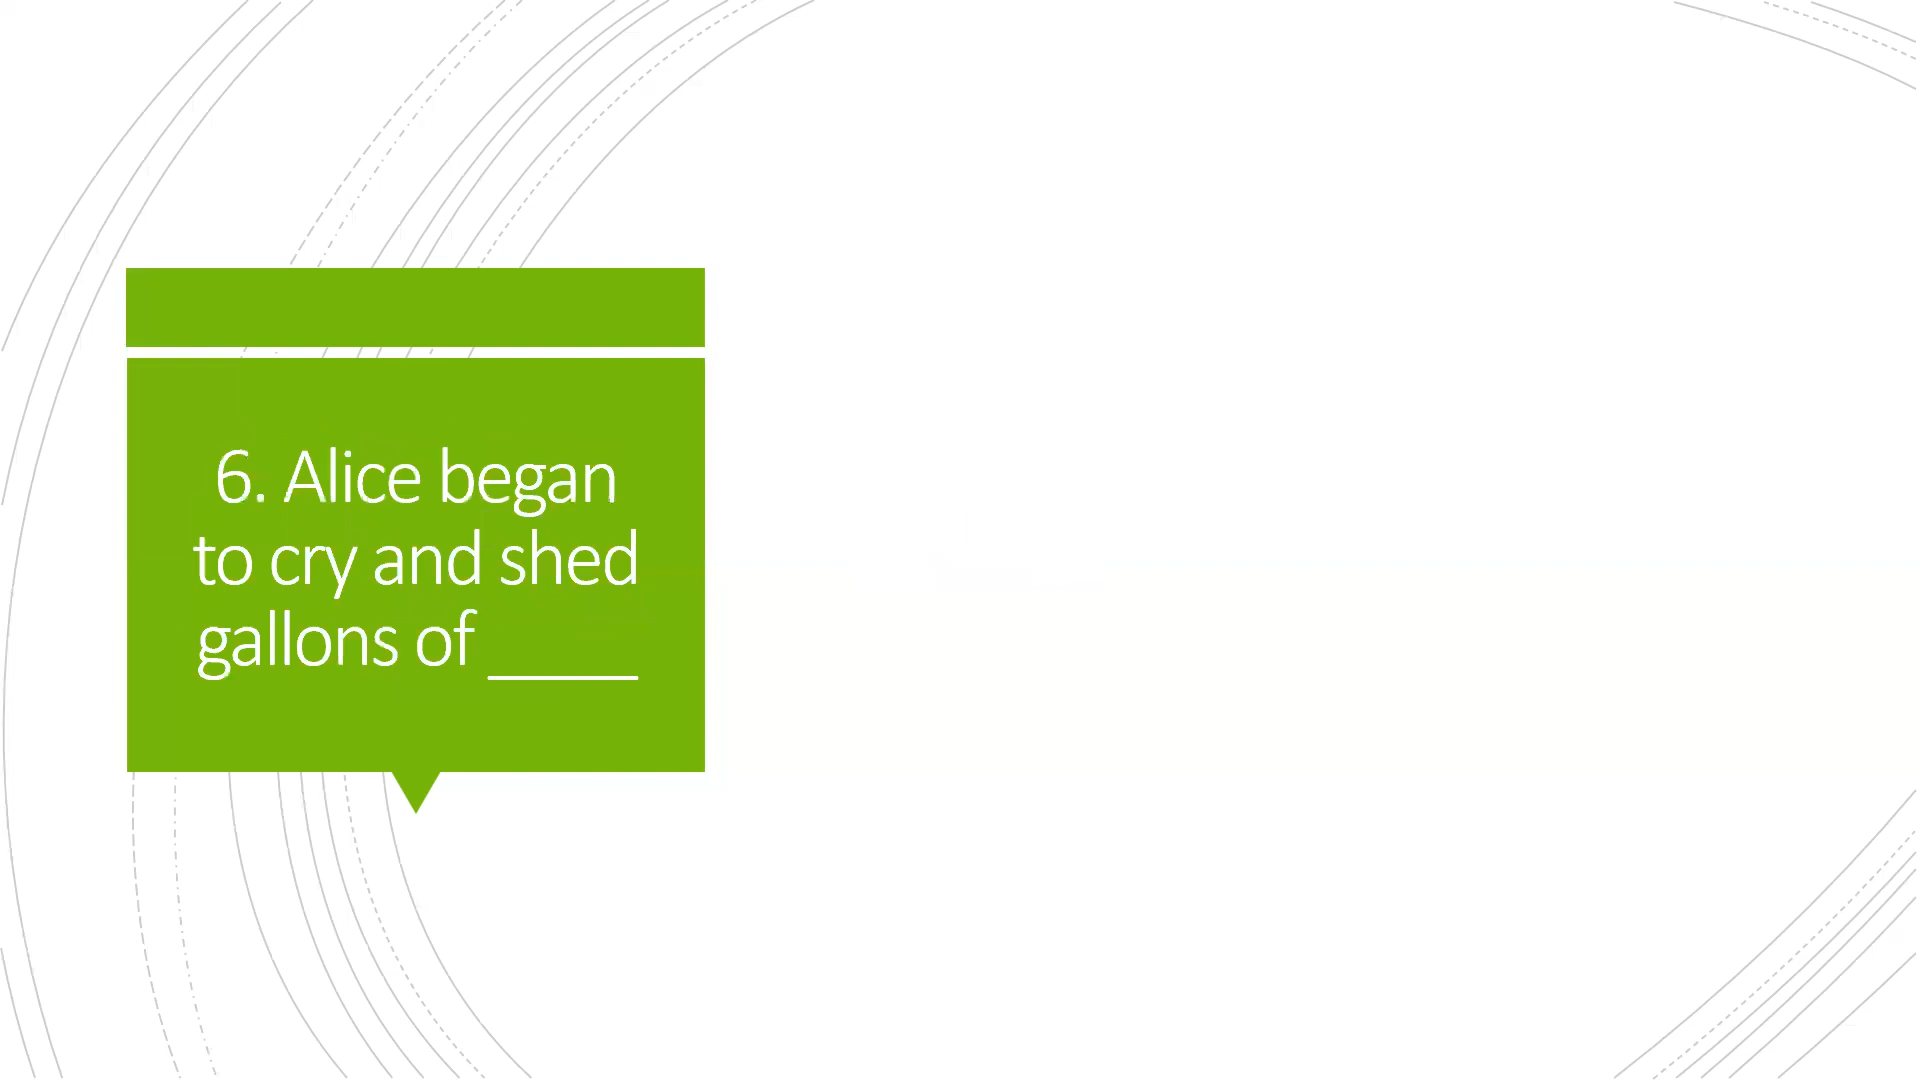 6. Alice began
to cry and shed
gallons of _____